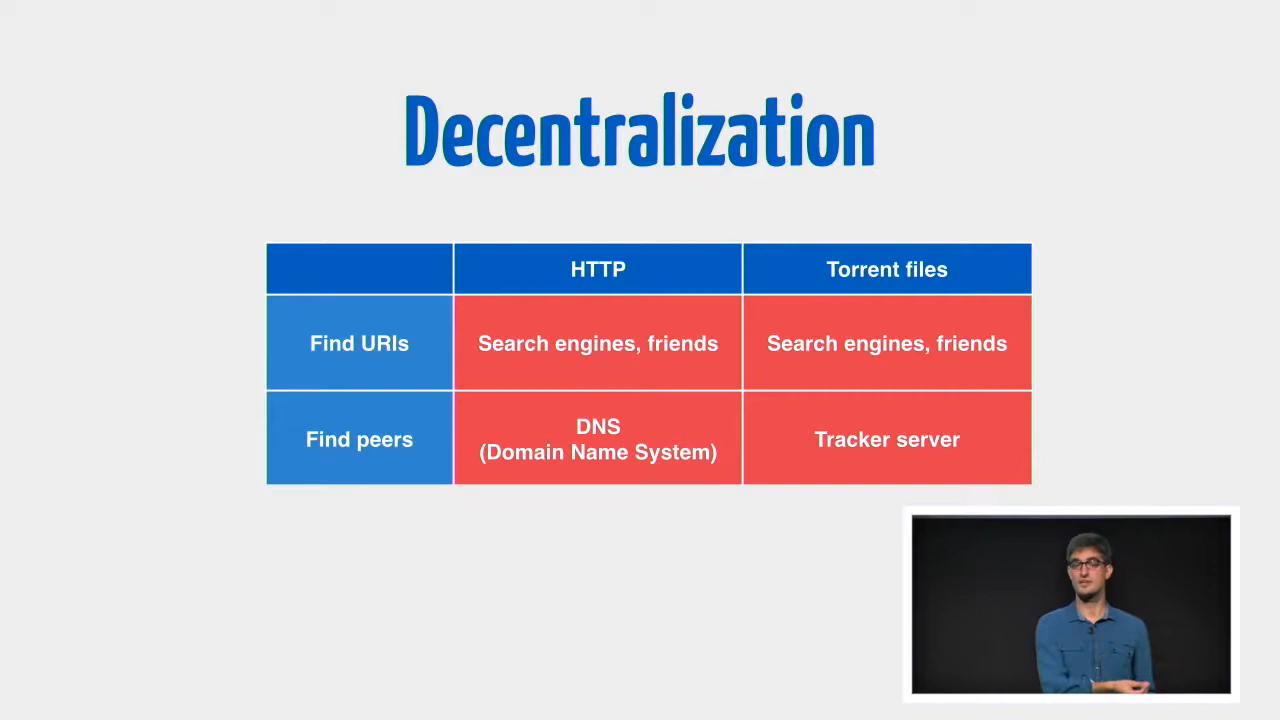 Decentralization
HTTP
Torrent files
Find URIs
Search engines, friends
Search engines, friends
Find peers
DNS
(Domain Name System)
Tracker server